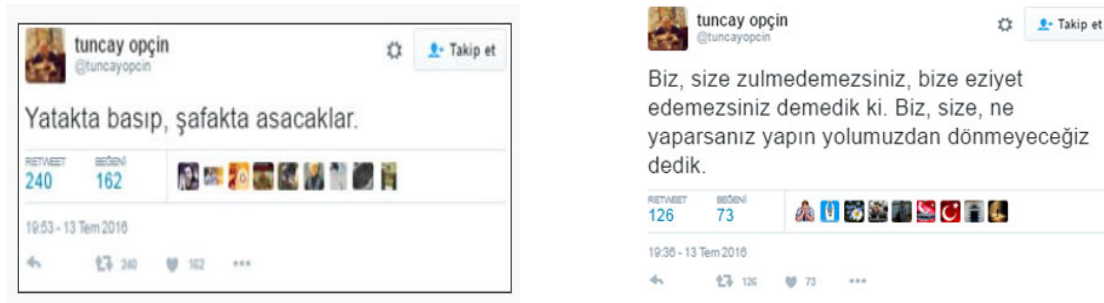 tuncay opçin
@tuncayopcin
Takip et
Yatakta basıp, şafakta asacaklar.
RETWEET BEĞENİ
240 162
19:53 - 13 Tem 2016
240 162
tuncay opçin
@tuncayopcin
Takip et
Biz, size zulmedemezsiniz, bize eziyet
edemezsiniz demedik ki. Biz, size, ne
yaparsanız yapın yolumuzdan dönmeyeceğiz
dedik.
RETWEET BEĞENİ
126 73
19:36 - 13 Tem 2016
126 73